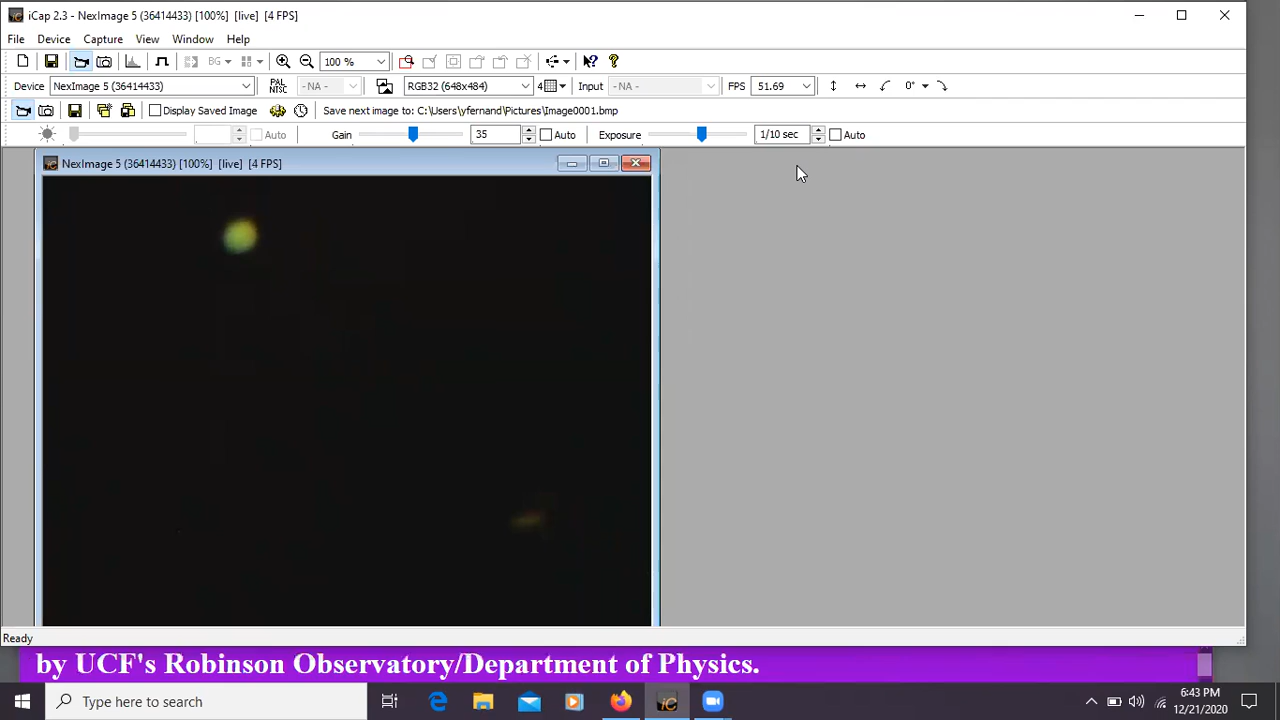 iCap 2.3 - NexImage 5 (36414433) [100%] [live] [4 FPS]
File Device Capture View Window Help
BG 100 %
Device NexImage 5 (36414433) PAL NTSC - NA - RGB32 (648x484) 4 Input - NA - FPS 51.69 0°
Display Saved Image Save next image to: C:\Users\yfernand\Pictures\Image0001.bmp
Auto Gain 35 Auto Exposure 1/10 sec Auto
NexImage 5 (36414433) [100%] [live] [4 FPS]
Ready
by UCF's Robinson Observatory/Department of Physics.
Type here to search
6:43 PM
12/21/2020